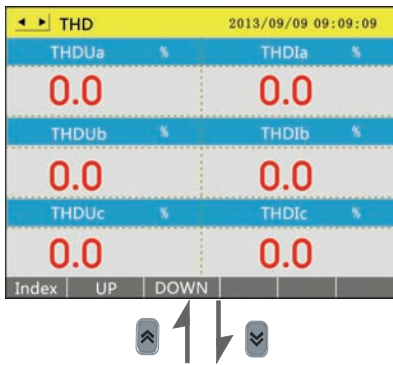 THD 2013/09/09 09:09:09
THDUa % THDIa %
0.0 0.0
THDUb % THDIb %
0.0 0.0
THDUc % THDIc %
0.0 0.0
Index UP DOWN